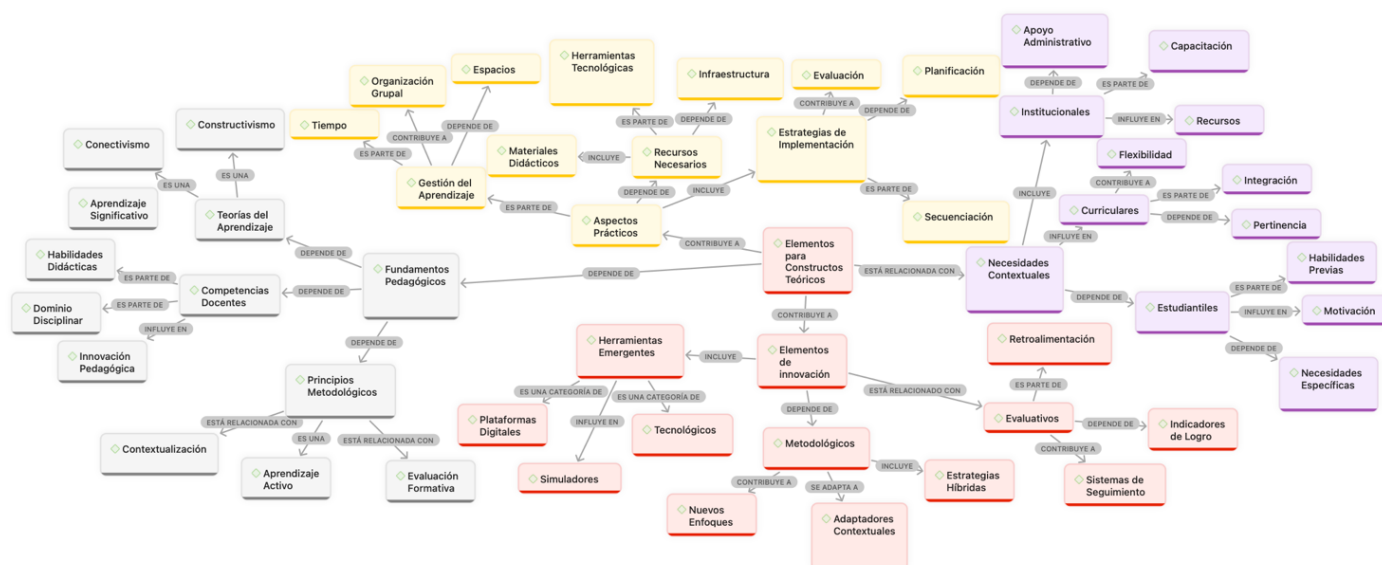 Apoyo
Administrativo
Capacitación
Herramientas
Tecnológicas
Espacios
Organización
Grupal
Infraestructura
Evaluación
Planificación
DEPENDE DE
ES PARTE DE
CONTRIBUYE A
DEPENDE DE
Institucionales
INFLUYE EN
Recursos
Constructivismo
Tiempo
CONTRIBUYE A
DEPENDE DE
ES PARTE DE
DEPENDE DE
Estrategias de
Implementación
Conectivismo
ES PARTE DE
Materiales
Didácticos
INCLUYE
Recursos
Necesarios
Flexibilidad
ES UNA
ES UNA
Gestión del
Aprendizaje
DEPENDE DE
INCLUYE
ES PARTE DE
INCLUYE
CONTRIBUYE A
ES PARTE DE
Integración
Aprendizaje
Significativo
Teorías del
Aprendizaje
ES PARTE DE
Aspectos
Prácticos
Secuenciación
Curriculares
DEPENDE DE
Pertinencia
INFLUYE EN
CONTRIBUYE A
Elementos
para
Constructos
Teóricos
Habilidades
Didácticas
DEPENDE DE
Fundamentos
Pedagógicos
DEPENDE DE
ESTÁ RELACIONADA CON
Necesidades
Contextuales
Habilidades
Previas
ES PARTE DE
Competencias
Docentes
DEPENDE DE
DEPENDE DE
ES PARTE DE
Dominio
Disciplinar
ES PARTE DE
Estudiantiles
INFLUYE EN
Motivación
INFLUYE EN
CONTRIBUYE A
Innovación
Pedagógica
DEPENDE DE
Herramientas
Emergentes
INCLUYE
Elementos
de
innovación
Retroalimentación
DEPENDE DE
Necesidades
Específicas
Principios
Metodológicos
ES UNA CATEGORÍA DE
ES UNA CATEGORÍA DE
ESTÁ RELACIONADO CON
ES PARTE DE
ESTÁ RELACIONADA CON
ES UNA
ESTÁ RELACIONADA CON
Plataformas
Digitales
INFLUYE EN
Tecnológicos
DEPENDE DE
Evaluativos
DEPENDE DE
Indicadores
de Logro
Contextualización
Metodológicos
CONTRIBUYE A
Aprendizaje
Activo
Evaluación
Formativa
Simuladores
CONTRIBUYE A
SE ADAPTA A
INCLUYE
Estrategias
Híbridas
Sistemas de
Seguimiento
Nuevos
Enfoques
Adaptadores
Contextuales